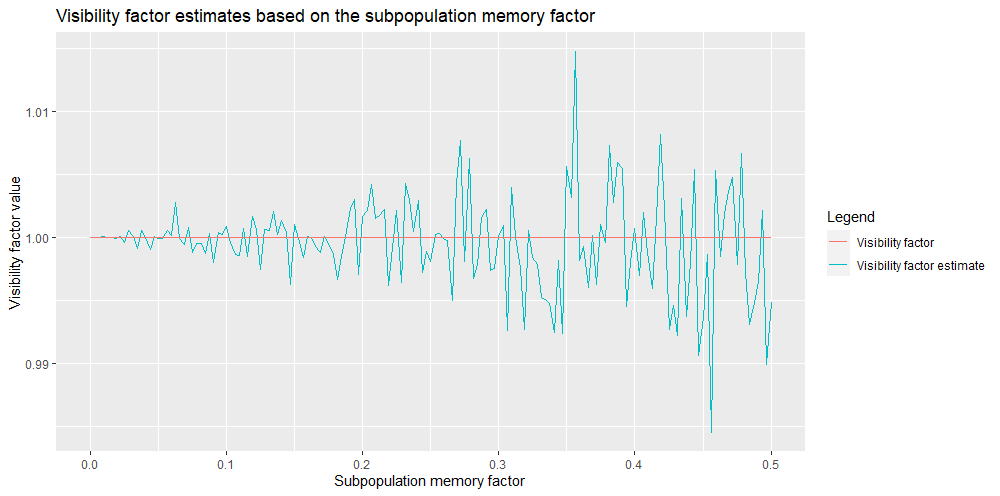 Visibility factor estimates based on the subpopulation memory factor
Visibility factor value
1.01
1.00
0.99
0.0 0.1 0.2 0.3 0.4 0.5
Subpopulation memory factor
Legend
Visibility factor
Visibility factor estimate